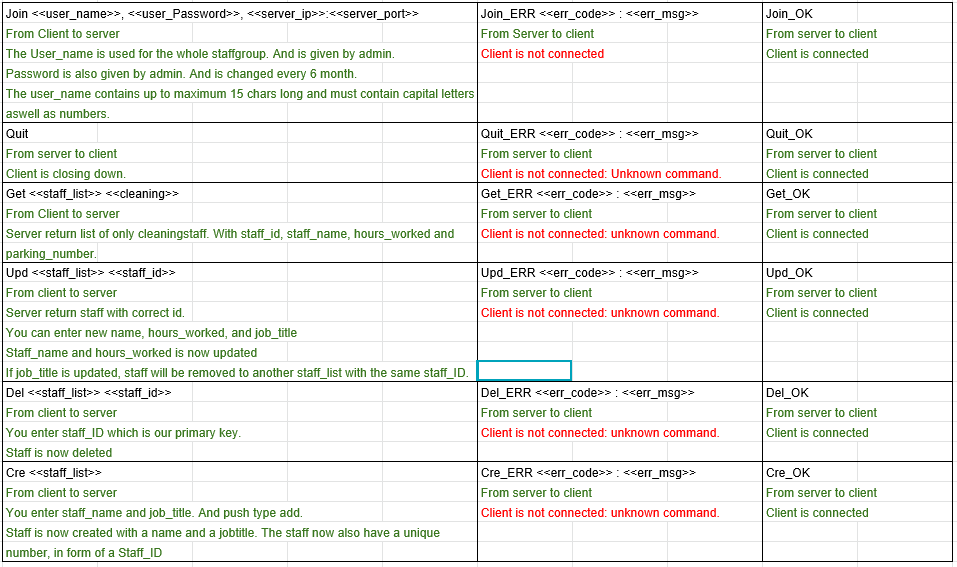 Join <<user_name>>, <<user_Password>>, <<server_ip>>:<<server_port>>
Join_ERR <<err_code>> : <<err_msg>>
Join_OK
From Client to server
From Server to client
From server to client
The User_name is used for the whole staffgroup. And is given by admin.
Client is not connected
Client is connected
Password is also given by admin. And is changed every 6 month.
The user_name contains up to maximum 15 chars long and must contain capital letters
aswell as numbers.
Quit
Quit_ERR <<err_code>> : <<err_msg>>
Quit_OK
From server to client
From server to client
From server to client
Client is closing down.
Client is not connected: Unknown command.
Client is connected
Get <<staff_list>> <<cleaning>>
Get_ERR <<err_code>> : <<err_msg>>
Get_OK
From Client to server
From server to client
From server to client
Server return list of only cleaningstaff. With staff_id, staff_name, hours_worked and
Client is not connected: unknown command.
Client is connected
parking_number.
Upd <<staff_list>> <<staff_id>>
Upd_ERR <<err_code>> : <<err_msg>>
Upd_OK
From client to server
From server to client
From server to client
Server return staff with correct id.
Client is not connected: unknown command.
Client is connected
You can enter new name, hours_worked, and job_title
Staff_name and hours_worked is now updated
If job_title is updated, staff will be removed to another staff_list with the same staff_ID.
Del <<staff_list>> <<staff_id>>
Del_ERR <<err_code>> : <<err_msg>>
Del_OK
From client to server
From server to client
From server to client
You enter staff_ID which is our primary key.
Client is not connected: unknown command.
Client is connected
Staff is now deleted
Cre <<staff_list>>
Cre_ERR <<err_code>> : <<err_msg>>
Cre_OK
From client to server
From server to client
From server to client
You enter staff_name and job_title. And push type add.
Client is not connected: unknown command.
Client is connected
Staff is now created with a name and a jobtitle. The staff now also have a unique
number, in form of a Staff_ID